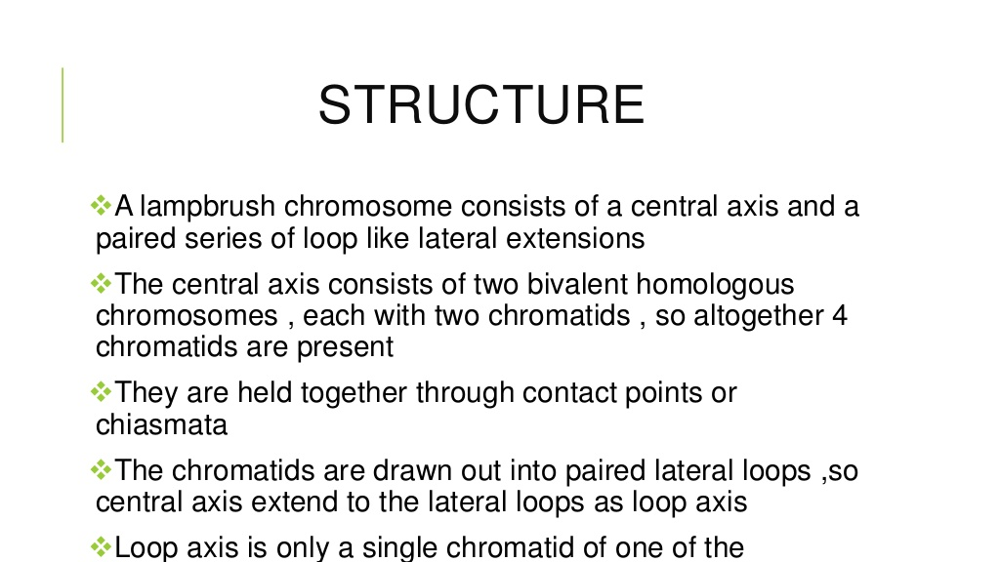 STRUCTURE
❖A lampbrush chromosome consists of a central axis and a
paired series of loop like lateral extensions
❖The central axis consists of two bivalent homologous
chromosomes , each with two chromatids , so altogether 4
chromatids are present
❖They are held together through contact points or
chiasmata
❖The chromatids are drawn out into paired lateral loops ,so
central axis extend to the lateral loops as loop axis
❖Loop axis is only a single chromatid of one of the